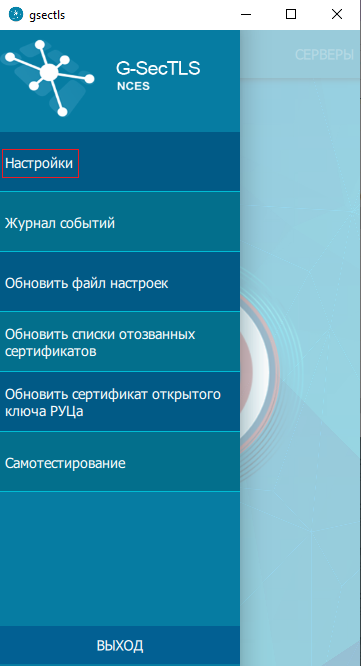 gsectls
СЕРВЕРЫ
G-SecTLS
NCES
Настройки
Журнал событий
Обновить файл настроек
Обновить списки отозванных
сертификатов
Обновить сертификат открытого
ключа РУЦа
Самотестирование
ВЫХОД